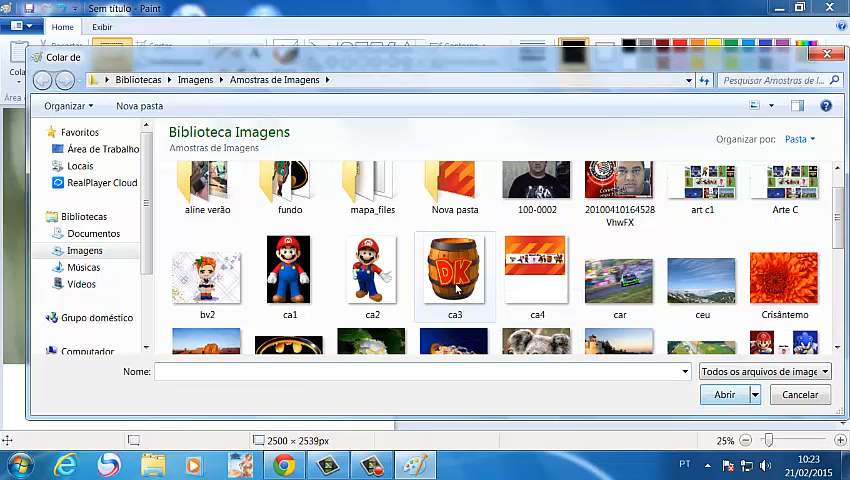 Sem título - Paint
Home Exibir
Colar de
Bibliotecas Imagens Amostras de Imagens
Pesquisar Amostras de I...
Organizar Nova pasta
Favoritos
Área de Trabalho
Locais
RealPlayer Cloud
Bibliotecas
Documentos
Imagens
Músicas
Vídeos
Grupo doméstico
Computador
Biblioteca Imagens
Amostras de Imagens
Organizar por: Pasta
aline verão fundo mapa_files Nova pasta 100-0002 20100410164528 art c1 Arte C
VhwFX
DK
bv2 ca1 ca2 ca3 ca4 car ceu Crisântemo
Nome: Todos os arquivos de image
Abrir Cancelar
2500 × 2539px 25%
PT 10:23
21/02/2015